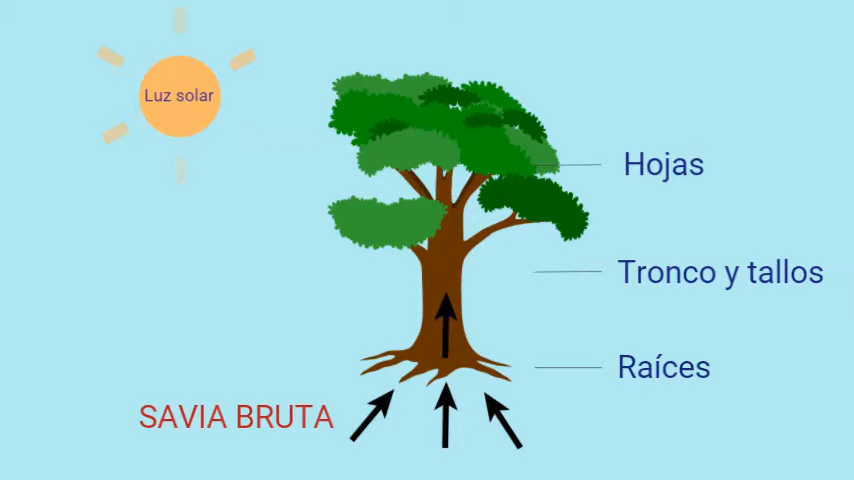 Luz solar
Hojas
Tronco y tallos
Raíces
SAVIA BRUTA